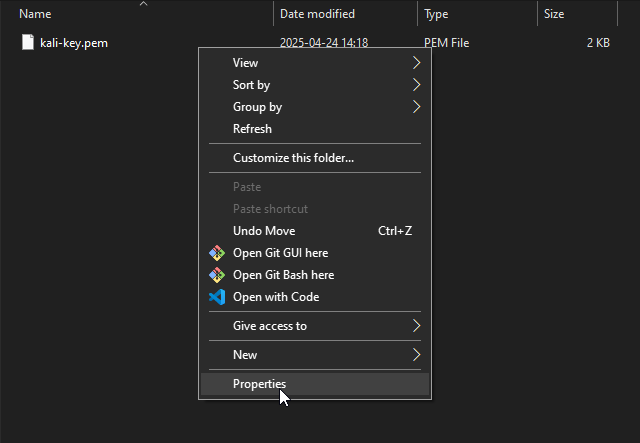 Name Date modified Type Size
kali-key.pem 2025-04-24 14:18 PEM File 2 KB
View
Sort by
Group by
Refresh
Customize this folder...
Paste
Paste shortcut
Undo Move Ctrl+Z
Open Git GUI here
Open Git Bash here
Open with Code
Give access to
New
Properties